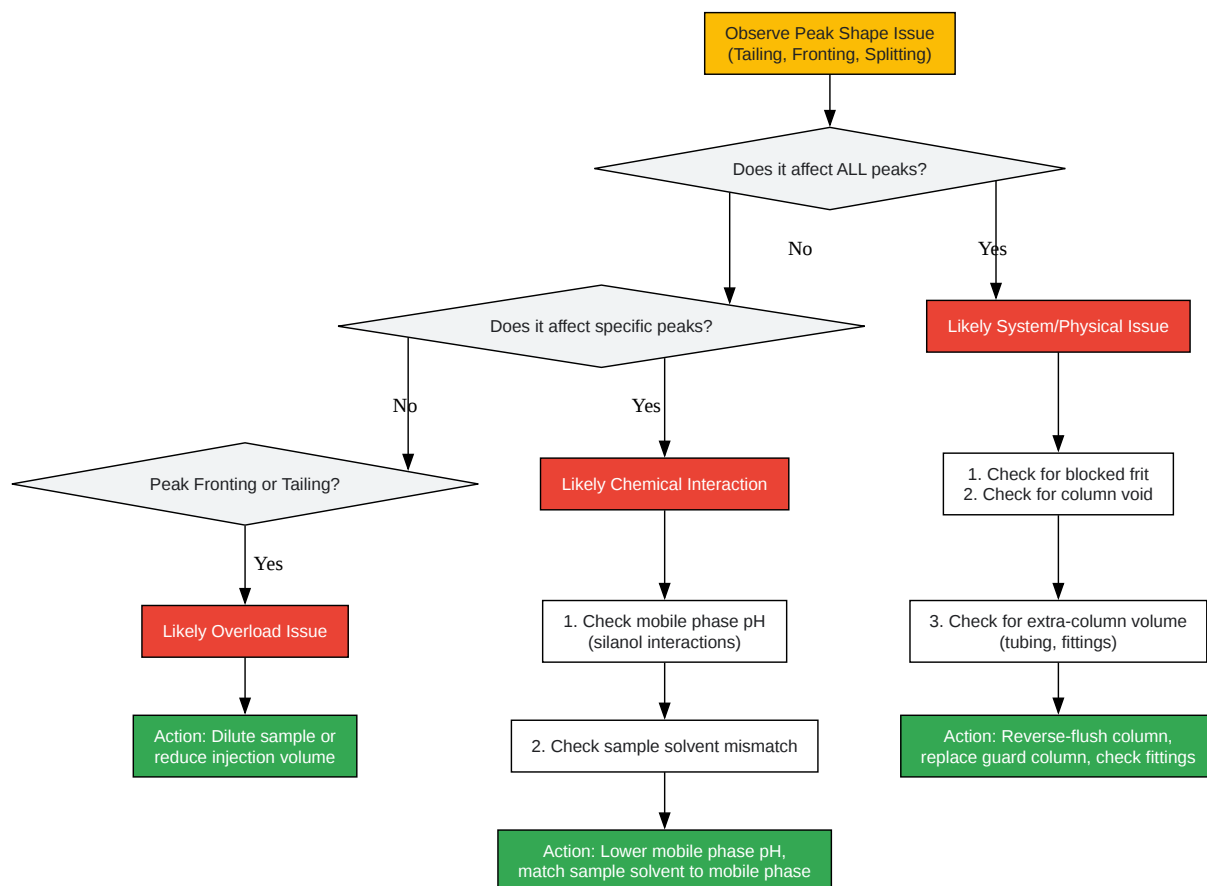 Observe Peak Shape Issue
(Tailing, Fronting, Splitting)
Does it affect ALL peaks?
No
Yes
Does it affect specific peaks?
Likely System/Physical Issue
No
Yes
Peak Fronting or Tailing?
Likely Chemical Interaction
1. Check for blocked frit
2. Check for column void
Yes
Likely Overload Issue
1. Check mobile phase pH
(silanol interactions)
3. Check for extra-column volume
(tubing, fittings)
Action: Dilute sample or
reduce injection volume
2. Check sample solvent mismatch
Action: Reverse-flush column,
replace guard column, check fittings
Action: Lower mobile phase pH,
match sample solvent to mobile phase